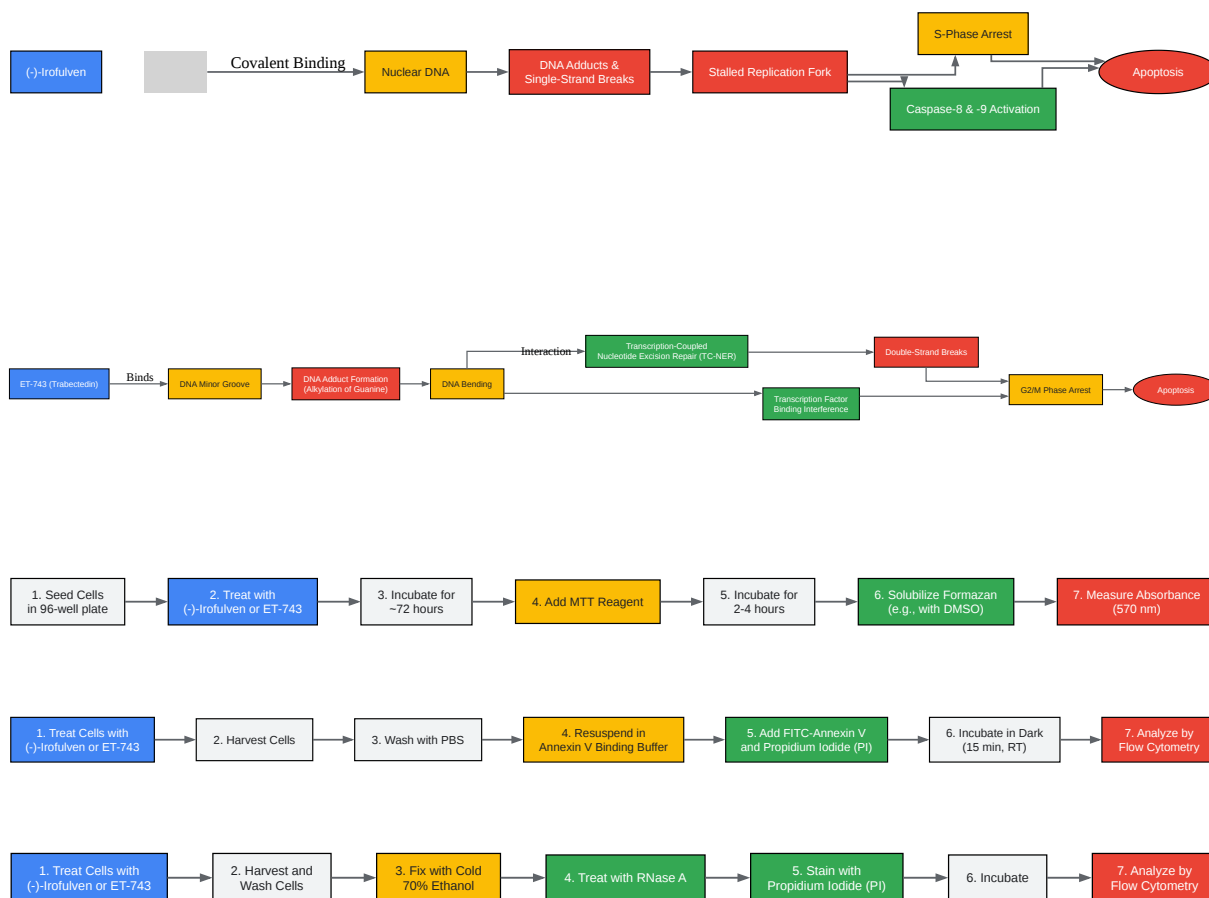 S-Phase Arrest
(-)-Irofulven
Covalent Binding
Nuclear DNA
DNA Adducts &
Single-Strand Breaks
Stalled Replication Fork
Apoptosis
Caspase-8 & -9 Activation
Interaction
Transcription-Coupled
Nucleotide Excision Repair (TC-NER)
Double-Strand Breaks
ET-743 (Trabectedin)
Binds
DNA Minor Groove
DNA Adduct Formation
(Alkylation of Guanine)
DNA Bending
Transcription Factor
Binding Interference
G2/M Phase Arrest
Apoptosis
1. Seed Cells
in 96-well plate
2. Treat with
(-)-Irofulven or ET-743
3. Incubate for
~72 hours
4. Add MTT Reagent
5. Incubate for
2-4 hours
6. Solubilize Formazan
(e.g., with DMSO)
7. Measure Absorbance
(570 nm)
1. Treat Cells with
(-)-Irofulven or ET-743
2. Harvest Cells
3. Wash with PBS
4. Resuspend in
Annexin V Binding Buffer
5. Add FITC-Annexin V
and Propidium Iodide (PI)
6. Incubate in Dark
(15 min, RT)
7. Analyze by
Flow Cytometry
1. Treat Cells with
(-)-Irofulven or ET-743
2. Harvest and
Wash Cells
3. Fix with Cold
70% Ethanol
4. Treat with RNase A
5. Stain with
Propidium Iodide (PI)
6. Incubate
7. Analyze by
Flow Cytometry